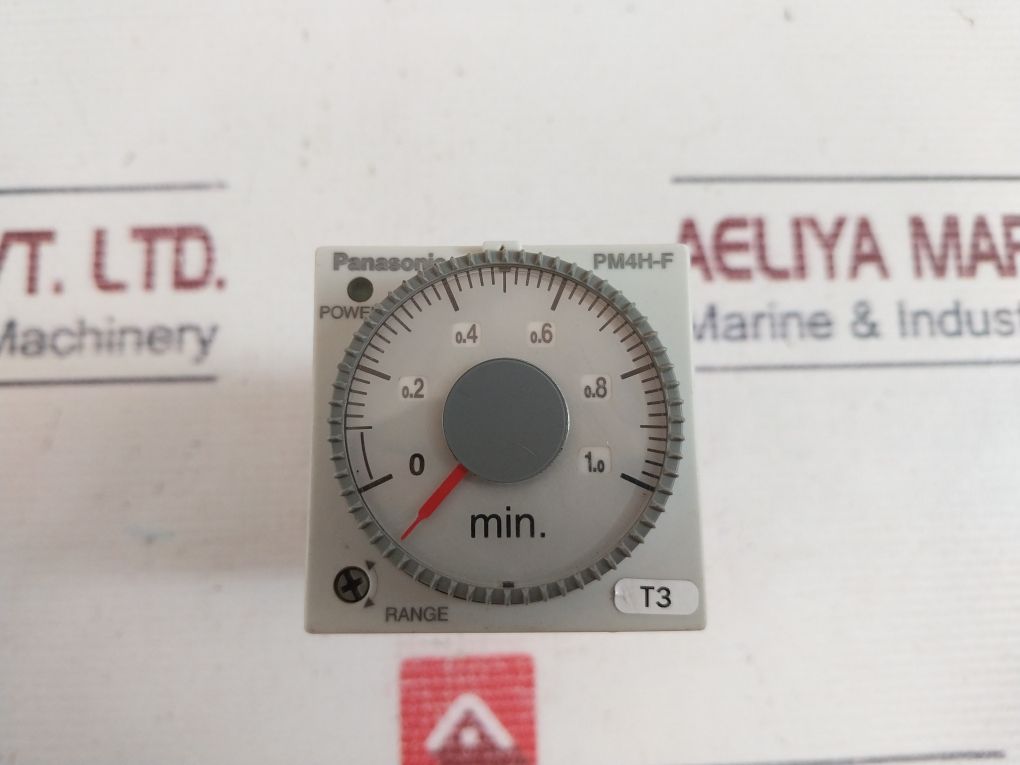 VT. LTD.
Machinery
AELIYA MAR
Marine & Indust
Panasonic
PM4H-F
POWER
0.4
0.6
0.2
0.8
0
1.0
min.
T3
RANGE